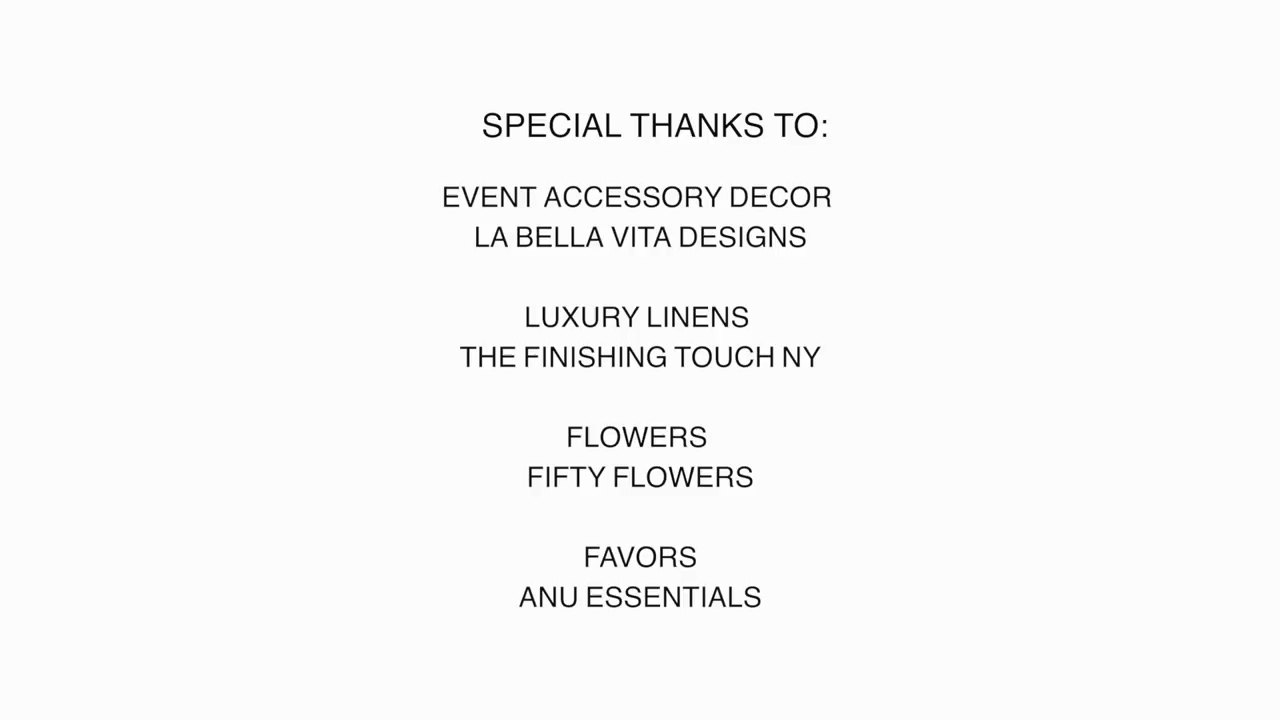 SPECIAL THANKS TO:
EVENT ACCESSORY DECOR
LA BELLA VITA DESIGNS
LUXURY LINENS
THE FINISHING TOUCH NY
FLOWERS
FIFTY FLOWERS
FAVORS
ANU ESSENTIALS